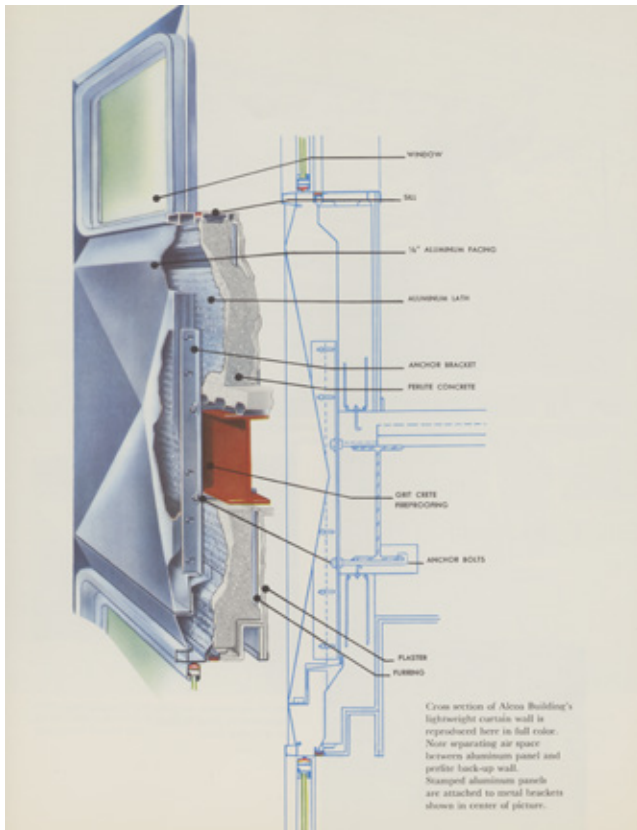 WINDOW
SILL
⅛" ALUMINUM FACING
ALUMINUM LATH
ANCHOR BRACKET
PERLITE CONCRETE
GRIT CRETE
FIREPROOFING
ANCHOR BOLTS
PLASTER
FURRING
Cross section of Alcoa Building's
lightweight curtain wall is
reproduced here in full color.
Note separating air space
between aluminum panel and
perlite back-up wall.
Stamped aluminum panels
are attached to metal brackets
shown in center of picture.